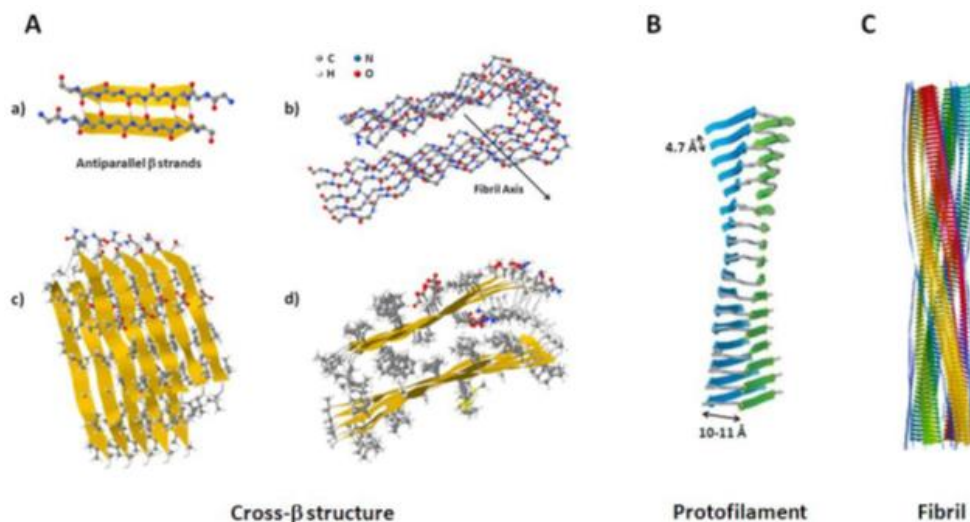 A
B
C
C
N
H
O
a)
b)
Antiparallel β strands
Fibril Axis
4.7 Å
c)
d)
10-11 Å
Cross-β structure
Protofilament
Fibril